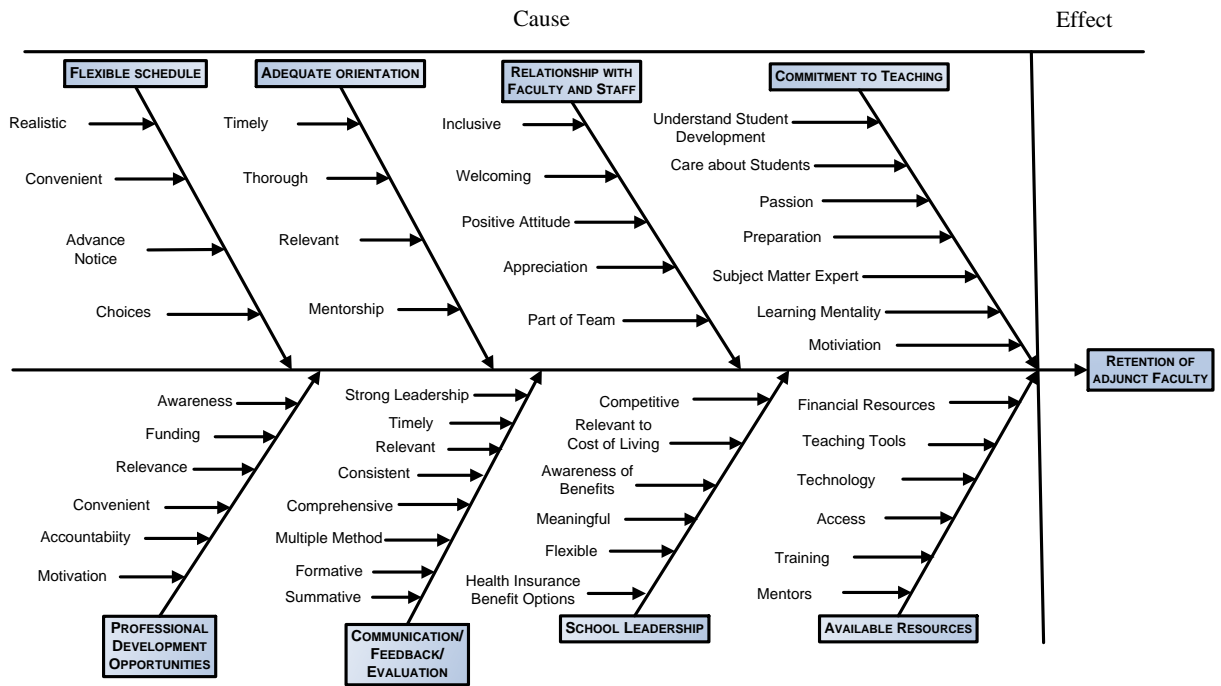 Cause
Effect
FLEXIBLE SCHEDULE
Realistic
Convenient
Advance
Notice
Choices
ADEQUATE ORIENTATION
Timely
Thorough
Relevant
Mentorship
RELATIONSHIP WITH
FACULTY AND STAFF
Inclusive
Welcoming
Positive Attitude
Appreciation
Part of Team
COMMITMENT TO TEACHING
Understand Student
Development
Care about Students
Passion
Preparation
Subject Matter Expert
Learning Mentality
Motiviation
RETENTION OF
ADJUNCT FACULTY
Awareness
Funding
Relevance
Convenient
Accountabiity
Motivation
PROFESSIONAL
DEVELOPMENT
OPPORTUNITIES
Strong Leadership
Timely
Relevant
Consistent
Comprehensive
Multiple Method
Formative
Summative
COMMUNICATION/
FEEDBACK/
EVALUATION
Competitive
Relevant to
Cost of Living
Awareness of
Benefits
Meaningful
Flexible
Health Insurance
Benefit Options
SCHOOL LEADERSHIP
Financial Resources
Teaching Tools
Technology
Access
Training
Mentors
AVAILABLE RESOURCES